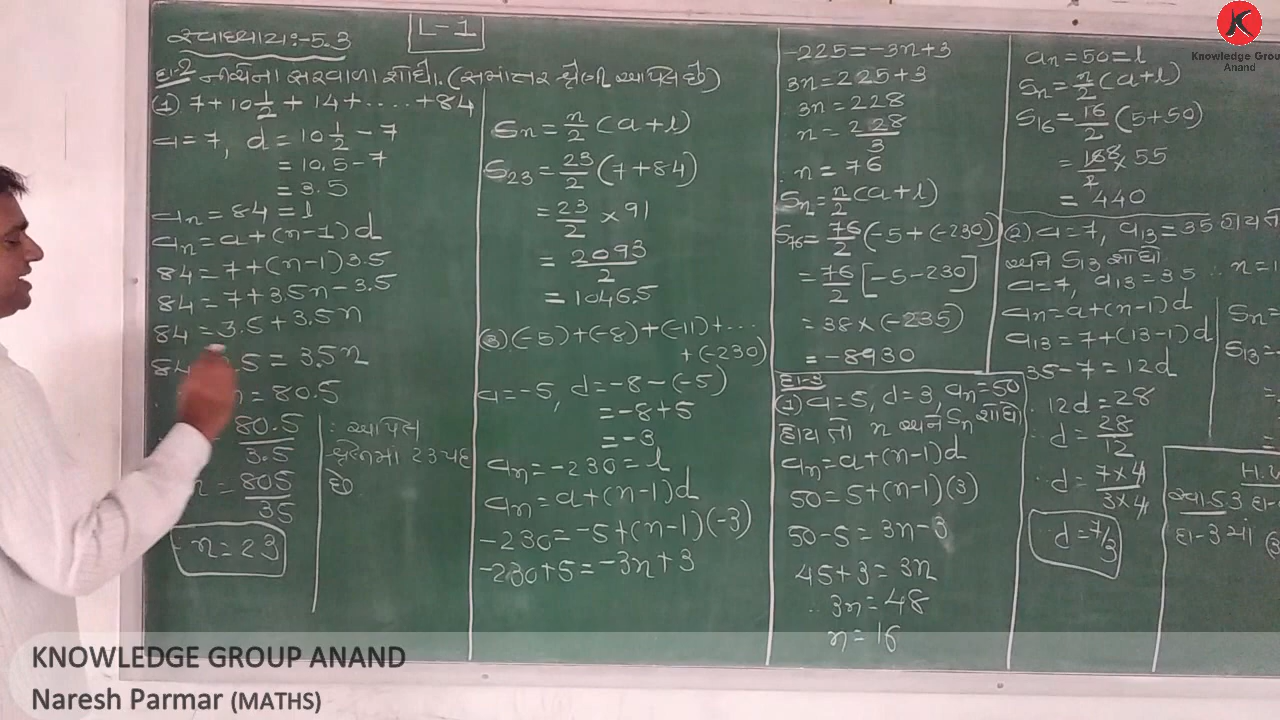 સ્વાધ્યાય:-5.3
L-1
દા-2 નીચેના સરવાળા શોધો. (સમાંતર શ્રેણી આપેલ છે)
(1) 7+10½+14+.....+84
a=7, d=10½-7
=10.5-7
=3.5
an=84=l
an=a+(n-1)d
84=7+(n-1)3.5
84=7+3.5n-3.5
84=3.5+3.5n
=3.5n
=80.5
80.5/3.5
=805/35
n=23
∴ આપેલ
શ્રેણીમાં 23 પદ
છે.
Sn=n/2(a+l)
S23=23/2(7+84)
=23/2×91
=2093/2
=1046.5
(3) (-5)+(-8)+(-11)+...
+(-230)
a=-5, d=-8-(-5)
=-8+5
=-3
an=-230=l
an=a+(n-1)d
-230=-5+(n-1)(-3)
-230+5=-3n+3
-225=-3n+3
3n=225+3
3n=228
n=228/3
n=76
Sn=n/2(a+l)
S76=76/2(-5+(-230))
=76/2[-5-230]
=38×(-235)
=-8930
દા-3
(1) a=5, d=3, an=50
હોય તો n અને Sn શોધો
an=a+(n-1)d
50=5+(n-1)(3)
50-5=3n-3
45+3=3n
∴ 3n=48
n=16
an=50=l
Sn=n/2(a+l)
S16=16/2(5+50)
×55
=440
(2) a=7, a13=35 હોય તો
અને S13 શોધો.
a=7, a13=35
an=a+(n-1)d
a13=7+(13-1)d
35-7=12d
∴ 12d=28
∴ d=28/12
∴ d=7×4/3×4
∴ d=7/3
Sn=
S13=
H.W
સ્વા-5.3 દા-
દા-3 માં (3)
K
Knowledge Group
Anand
KNOWLEDGE GROUP ANAND
Naresh Parmar (MATHS)